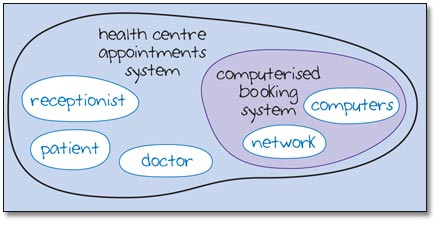 health centre
appointments
system
computerised
booking
system
receptionist
computers
patient
doctor
network